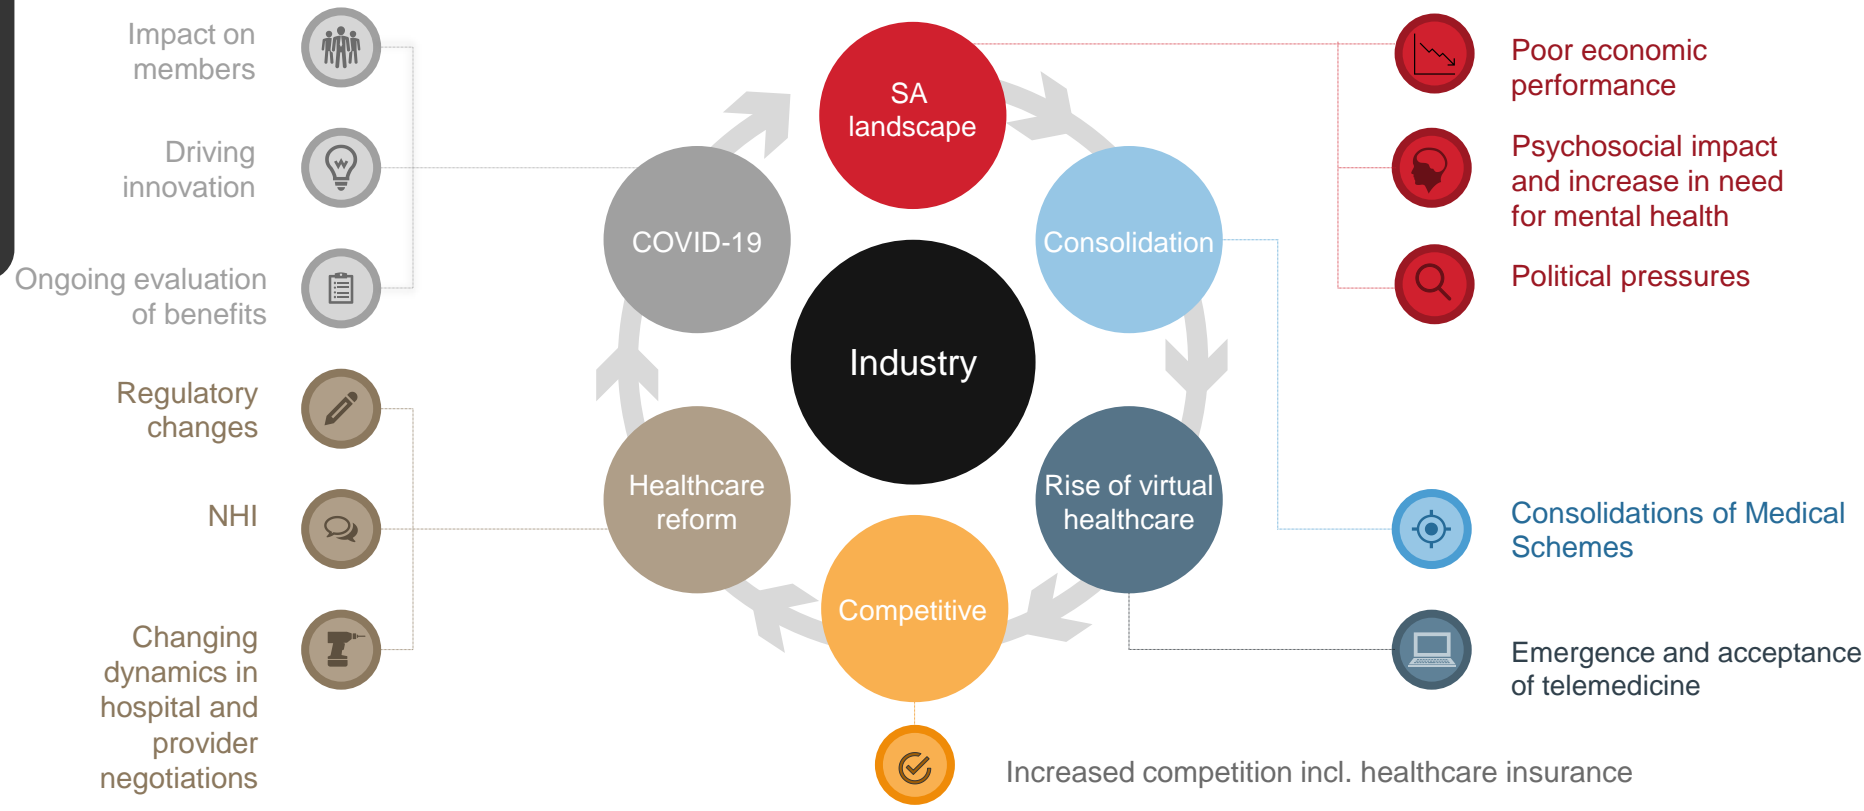 Impact on
members
Driving
innovation
Ongoing evaluation
of benefits
Regulatory
changes
NHI
Changing
dynamics in
hospital and
provider
negotiations
SA
landscape
COVID-19
Consolidation
Industry
Healthcare
reform
Rise of virtual
healthcare
Competitive
Increased competition incl. healthcare insurance
Poor economic
performance
Psychosocial impact
and increase in need
for mental health
Political pressures
Consolidations of Medical
Schemes
Emergence and acceptance
of telemedicine